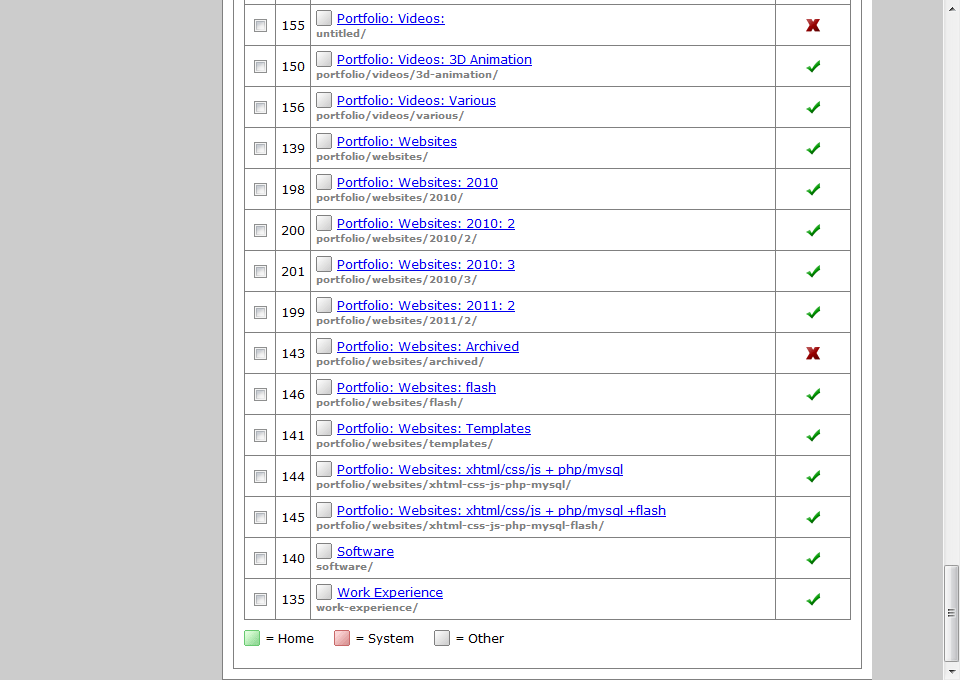 155 Portfolio: Videos:
untitled/
150 Portfolio: Videos: 3D Animation
portfolio/videos/3d-animation/
156 Portfolio: Videos: Various
portfolio/videos/various/
139 Portfolio: Websites
portfolio/websites/
198 Portfolio: Websites: 2010
portfolio/websites/2010/
200 Portfolio: Websites: 2010: 2
portfolio/websites/2010/2/
201 Portfolio: Websites: 2010: 3
portfolio/websites/2010/3/
199 Portfolio: Websites: 2011: 2
portfolio/websites/2011/2/
143 Portfolio: Websites: Archived
portfolio/websites/archived/
146 Portfolio: Websites: flash
portfolio/websites/flash/
141 Portfolio: Websites: Templates
portfolio/websites/templates/
144 Portfolio: Websites: xhtml/css/js + php/mysql
portfolio/websites/xhtml-css-js-php-mysql/
145 Portfolio: Websites: xhtml/css/js + php/mysql +flash
portfolio/websites/xhtml-css-js-php-mysql-flash/
140 Software
software/
135 Work Experience
work-experience/
= Home = System = Other